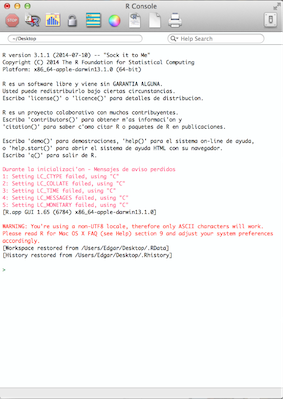 R Console
~/Desktop
Help Search
R version 3.1.1 (2014-07-10) -- "Sock it to Me"
Copyright (C) 2014 The R Foundation for Statistical Computing
Platform: x86_64-apple-darwin13.1.0 (64-bit)
R es un software libre y viene sin GARANTIA ALGUNA.
Usted puede redistribuirlo bajo ciertas circunstancias.
Escriba 'license()' o 'licence()' para detalles de distribucion.
R es un proyecto colaborativo con muchos contribuyentes.
Escriba 'contributors()' para obtener m'as informaci'on y
'citation()' para saber c'omo citar R o paquetes de R en publicaciones.
Escriba 'demo()' para demostraciones, 'help()' para el sistema on-line de ayuda,
o 'help.start()' para abrir el sistema de ayuda HTML con su navegador.
Escriba 'q()' para salir de R.
Durante la inicializaci'on - Mensajes de aviso perdidos
1: Setting LC_CTYPE failed, using "C"
2: Setting LC_COLLATE failed, using "C"
3: Setting LC_TIME failed, using "C"
4: Setting LC_MESSAGES failed, using "C"
5: Setting LC_MONETARY failed, using "C"
[R.app GUI 1.65 (6784) x86_64-apple-darwin13.1.0]
WARNING: You're using a non-UTF8 locale, therefore only ASCII characters will work.
Please read R for Mac OS X FAQ (see Help) section 9 and adjust your system preferences
accordingly.
[Workspace restored from /Users/Edgar/Desktop/.RData]
[History restored from /Users/Edgar/Desktop/.Rhistory]
>